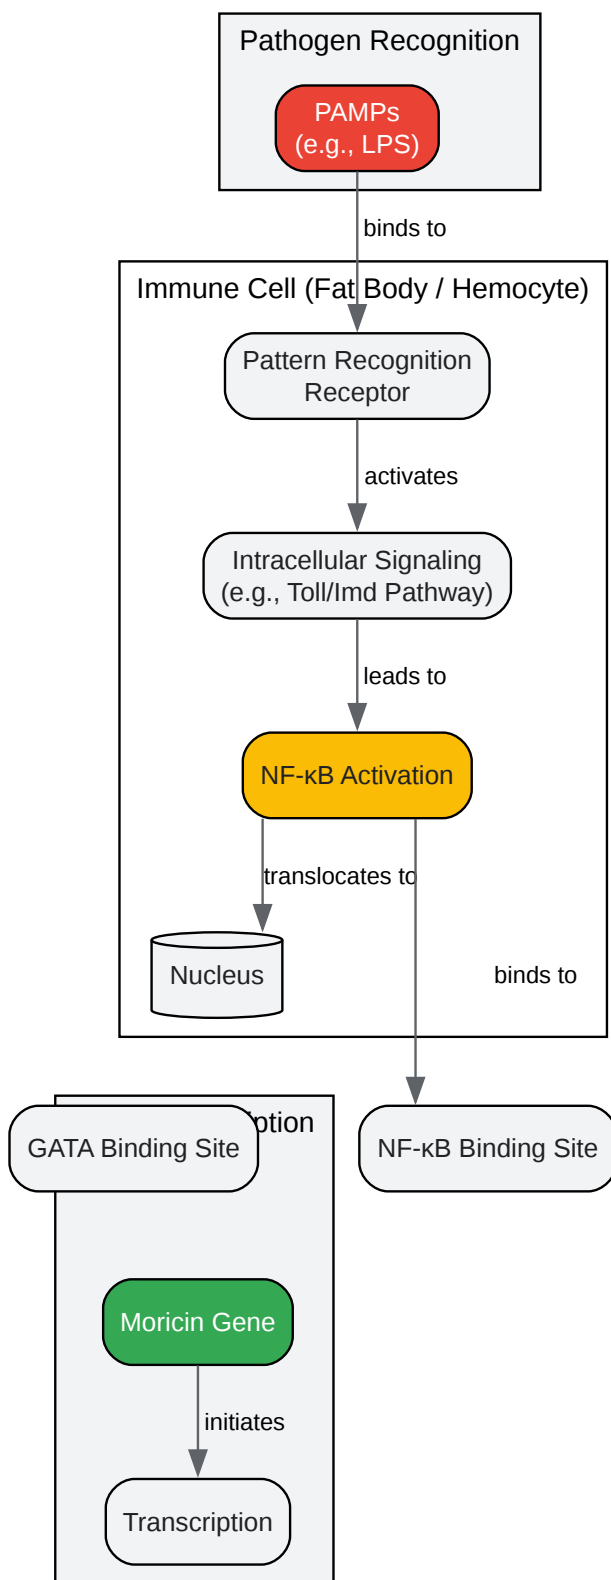 Pathogen Recognition
PAMPs
(e.g., LPS)
binds to
Immune Cell (Fat Body / Hemocyte)
Pattern Recognition
Receptor
activates
Intracellular Signaling
(e.g., Toll/Imd Pathway)
leads to
NF-κB Activation
translocates to
Nucleus
binds to
GATA Binding Site
NF-κB Binding Site
Moricin Gene
initiates
Transcription